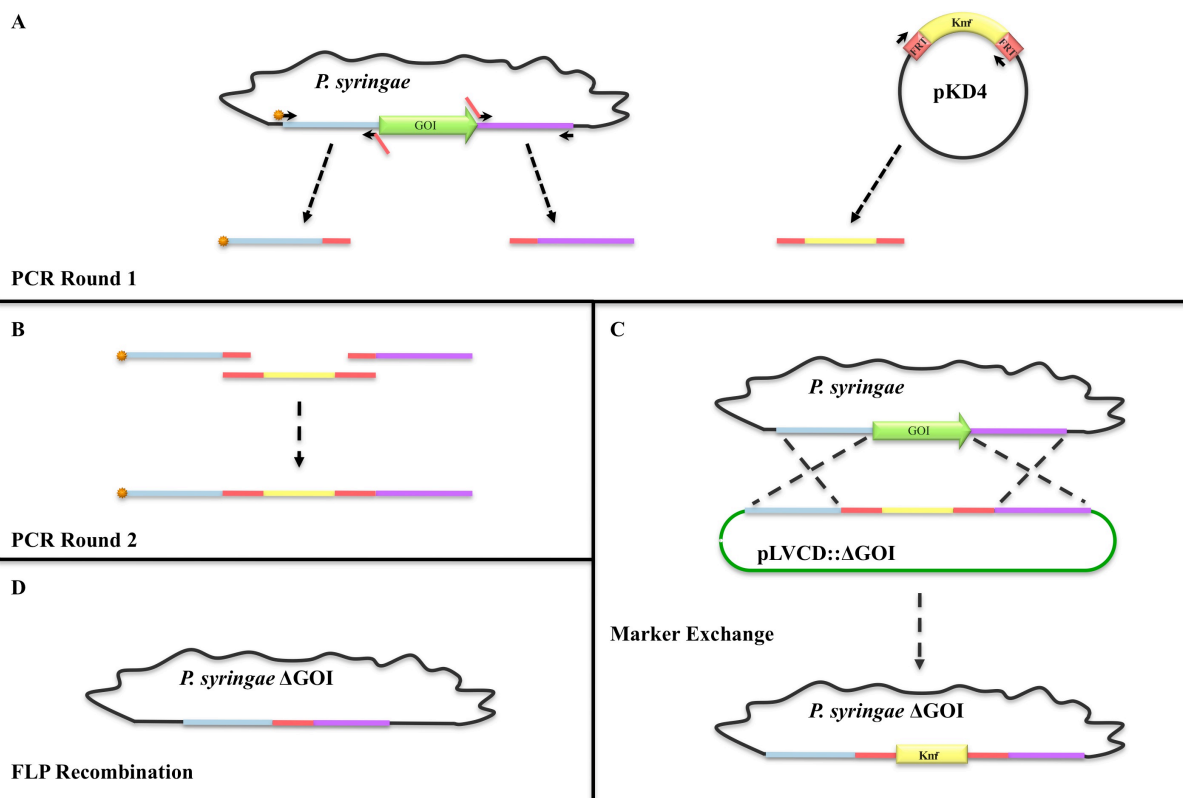 A
P. syringae
GOI
Kmʳ
FRT
FRT
pKD4
PCR Round 1
B
PCR Round 2
C
P. syringae
GOI
pLVCD::ΔGOI
Marker Exchange
P. syringae ΔGOI
Kmʳ
D
P. syringae ΔGOI
FLP Recombination